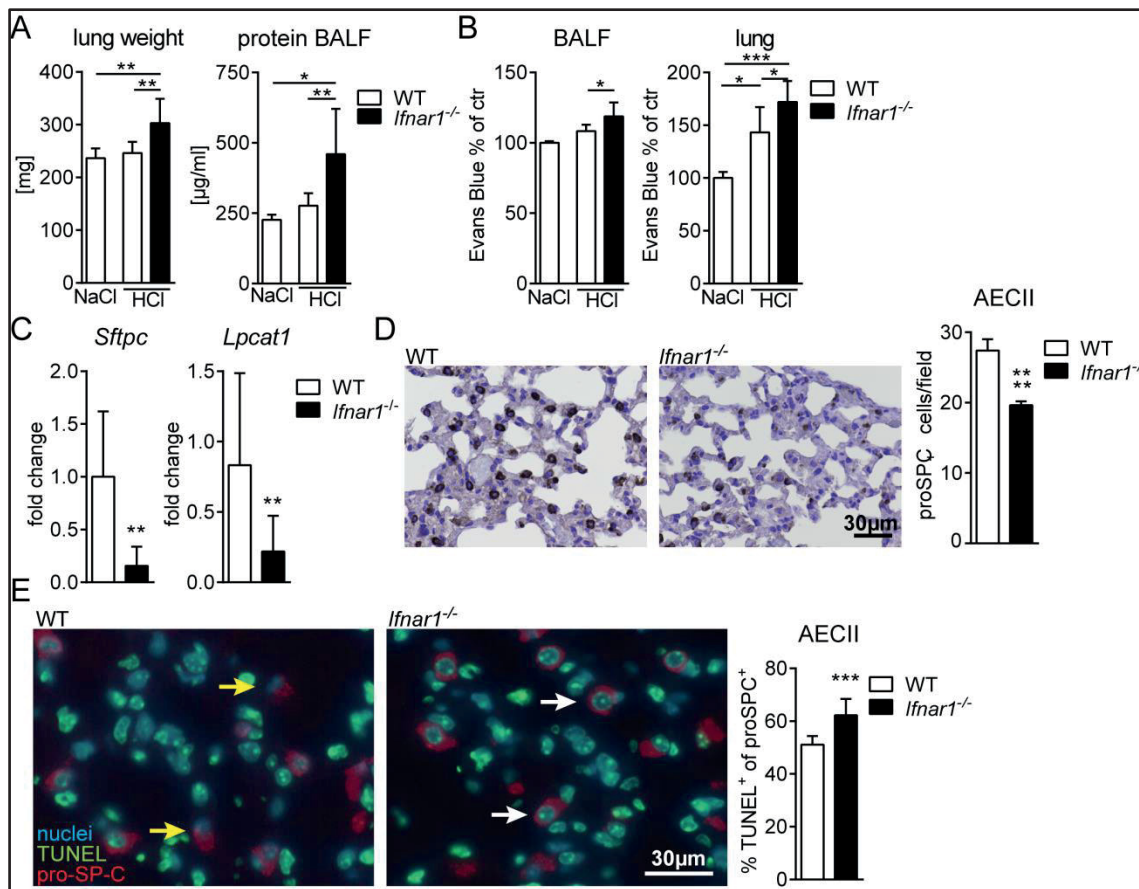 A
lung weight
protein BALF
**
**
400
300
200
100
0
[mg]
NaCl
HCl
*
**
750
500
250
0
[µg/ml]
NaCl
HCl
WT
Ifnar1-/-
B
BALF
lung
*
150
100
50
0
Evans Blue % of ctr
NaCl
HCl
***
*
*
200
150
100
50
0
Evans Blue % of ctr
NaCl
HCl
WT
Ifnar1-/-
C
Sftpc
Lpcat1
2.0
1.5
1.0
0.5
0.0
fold change
**
1.5
1.0
0.5
0.0
fold change
**
WT
Ifnar1-/-
D
WT
Ifnar1-/-
30µm
AECII
30
20
10
0
proSPC+ cells/field
**
**
WT
Ifnar1-/-
E
WT
Ifnar1-/-
nuclei
TUNEL
pro-SP-C
30µm
AECII
80
60
40
20
0
% TUNEL+ of proSPC+
***
WT
Ifnar1-/-